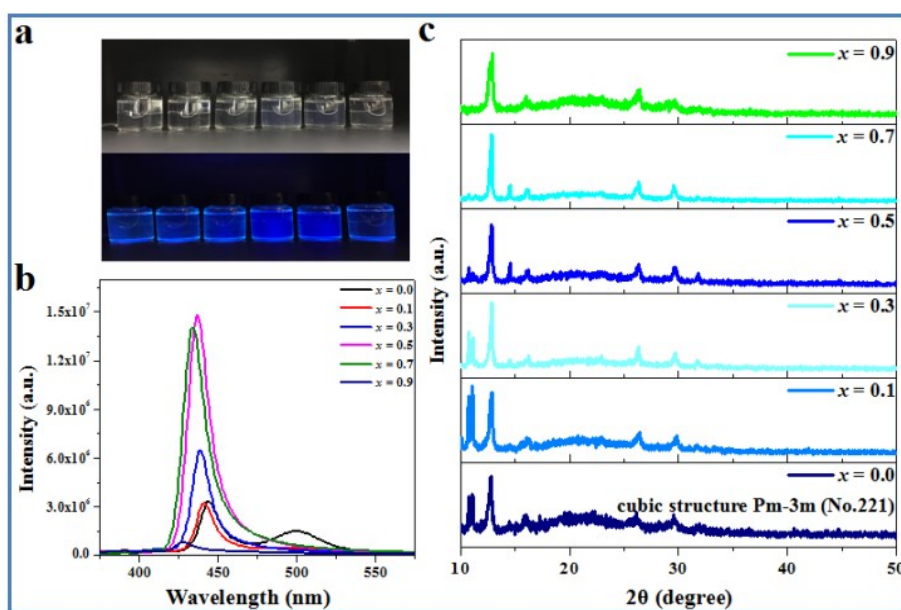 a
b
1.5x10⁷
1.2x10⁷
9.0x10⁶
6.0x10⁶
3.0x10⁶
0.0
Intensity (a.u.)
x = 0.0
x = 0.1
x = 0.3
x = 0.5
x = 0.7
x = 0.9
400 450 500 550
Wavelength (nm)
c
x = 0.9
x = 0.7
x = 0.5
x = 0.3
x = 0.1
x = 0.0
cubic structure Pm-3m (No.221)
Intensity (a.u.)
10 20 30 40 50
2θ (degree)